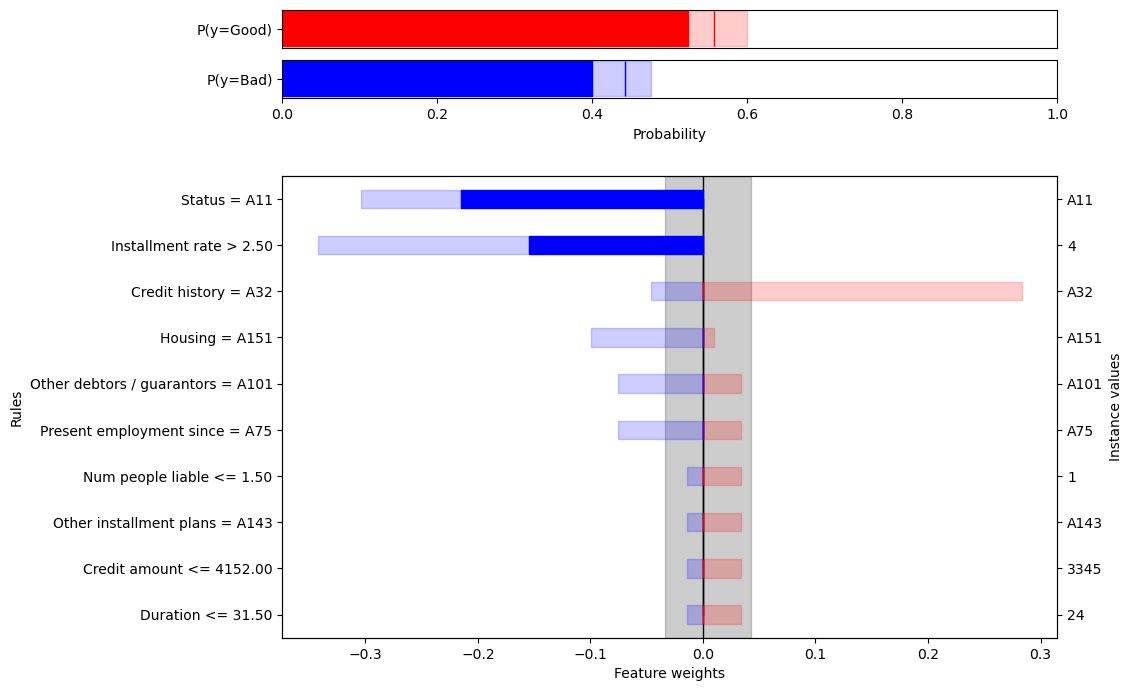 P(y=Good)
P(y=Bad)
0.0 0.2 0.4 0.6 0.8 1.0
Probability
Status = A11 A11
Installment rate > 2.50 4
Credit history = A32 A32
Housing = A151 A151
Other debtors / guarantors = A101 A101
Present employment since = A75 A75
Num people liable <= 1.50 1
Other installment plans = A143 A143
Credit amount <= 4152.00 3345
Duration <= 31.50 24
Rules
Instance values
−0.3 −0.2 −0.1 0.0 0.1 0.2 0.3
Feature weights